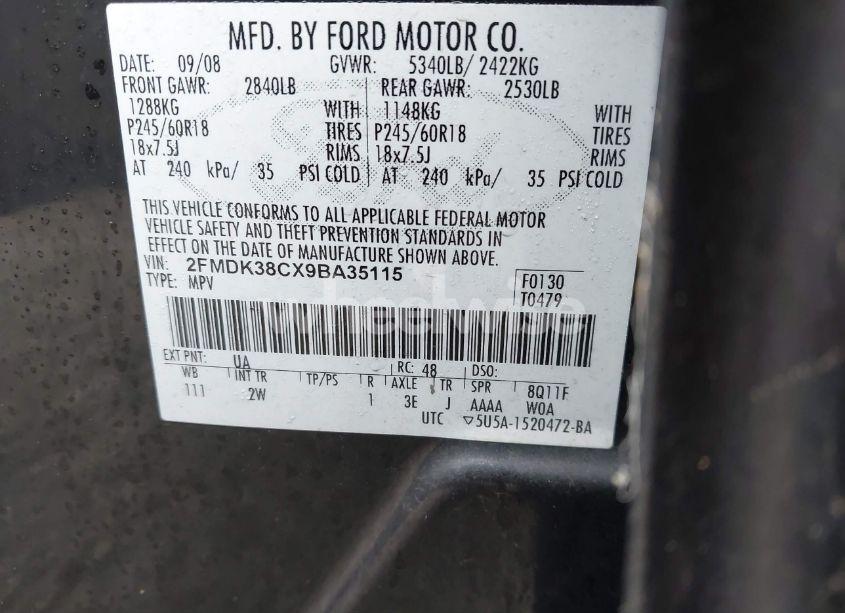 MFD. BY FORD MOTOR CO.
DATE: 09/08 GVWR: 5340LB/ 2422KG
FRONT GAWR: 2840LB REAR GAWR: 2530LB
1288KG WITH 1148KG WITH
P245/60R18 TIRES P245/60R18 TIRES
18x7.5J RIMS 18x7.5J RIMS
AT 240 kPa/ 35 PSI COLD AT 240 kPa/ 35 PSI COLD
THIS VEHICLE CONFORMS TO ALL APPLICABLE FEDERAL MOTOR
VEHICLE SAFETY AND THEFT PREVENTION STANDARDS IN
EFFECT ON THE DATE OF MANUFACTURE SHOWN ABOVE.
VIN: 2FMDK38CX9BA35115 F0130
TYPE: MPV T0479
wheelwise
EXT PNT: UA RC: 48 DSO:
WB INT TR TP/PS R AXLE TR SPR 8Q11F
111 2W 1 3E J AAAA W0A
UTC ▽5U5A-1520472-BA